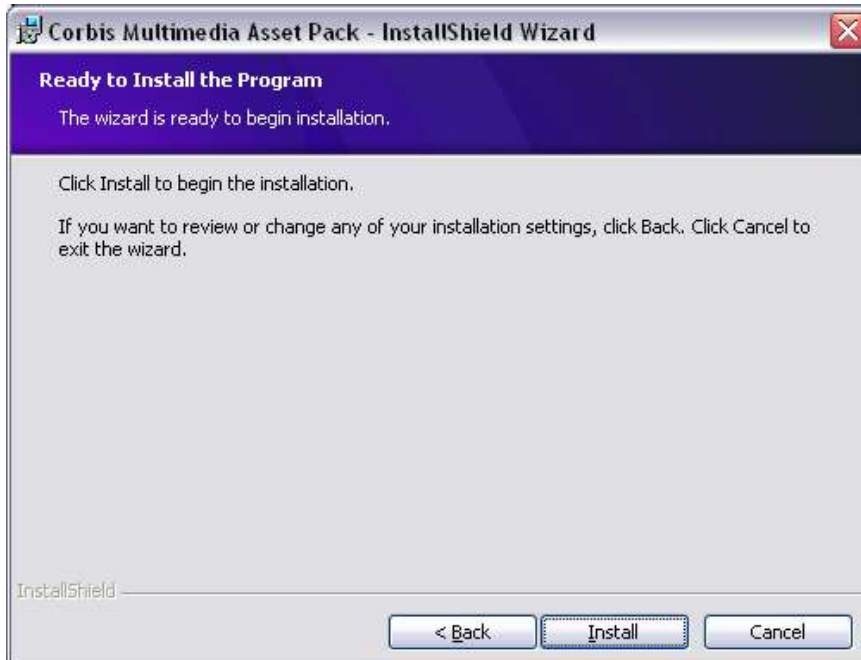 Corbis Multimedia Asset Pack - InstallShield Wizard
Ready to Install the Program
The wizard is ready to begin installation.
Click Install to begin the installation.
If you want to review or change any of your installation settings, click Back. Click Cancel to
exit the wizard.
InstallShield
< Back
Install
Cancel